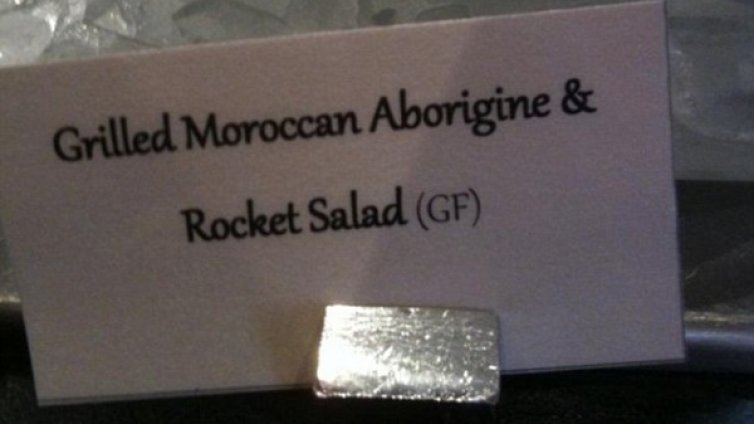 Grilled Moroccan Aborigine &
Rocket Salad (GF)